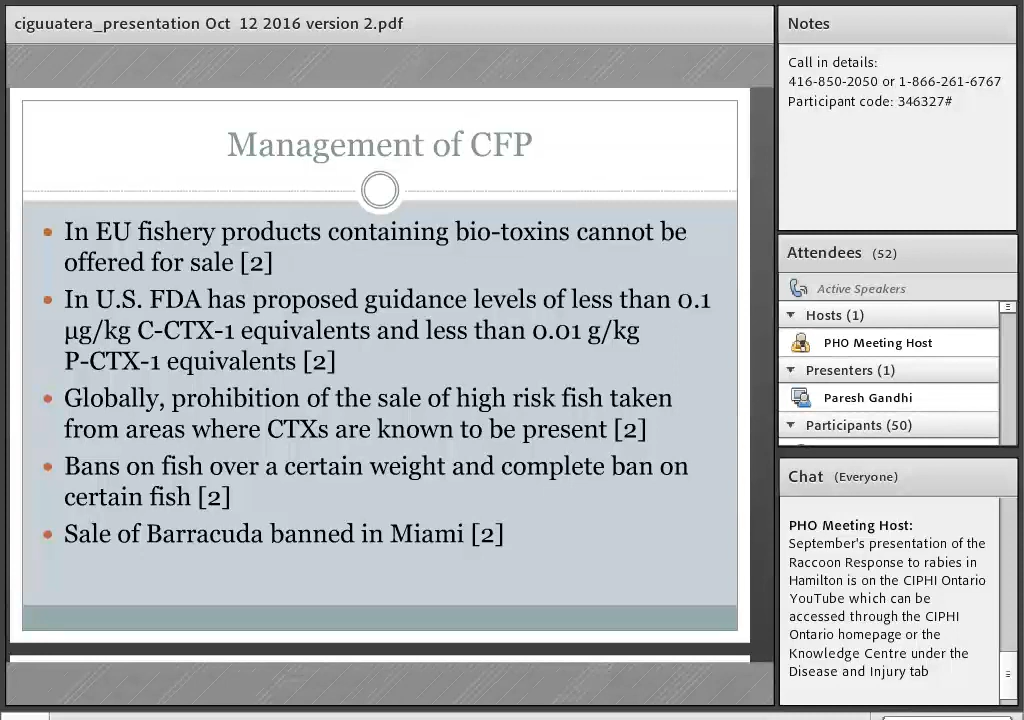 ciguuatera_presentation Oct 12 2016 version 2.pdf
Management of CFP
• In EU fishery products containing bio-toxins cannot be
offered for sale [2]
• In U.S. FDA has proposed guidance levels of less than 0.1
µg/kg C-CTX-1 equivalents and less than 0.01 g/kg
P-CTX-1 equivalents [2]
• Globally, prohibition of the sale of high risk fish taken
from areas where CTXs are known to be present [2]
• Bans on fish over a certain weight and complete ban on
certain fish [2]
• Sale of Barracuda banned in Miami [2]
Notes
Call in details:
416-850-2050 or 1-866-261-6767
Participant code: 346327#
Attendees (52)
Active Speakers
Hosts (1)
PHO Meeting Host
Presenters (1)
Paresh Gandhi
Participants (50)
Chat (Everyone)
PHO Meeting Host:
September's presentation of the
Raccoon Response to rabies in
Hamilton is on the CIPHI Ontario
YouTube which can be
accessed through the CIPHI
Ontario homepage or the
Knowledge Centre under the
Disease and Injury tab